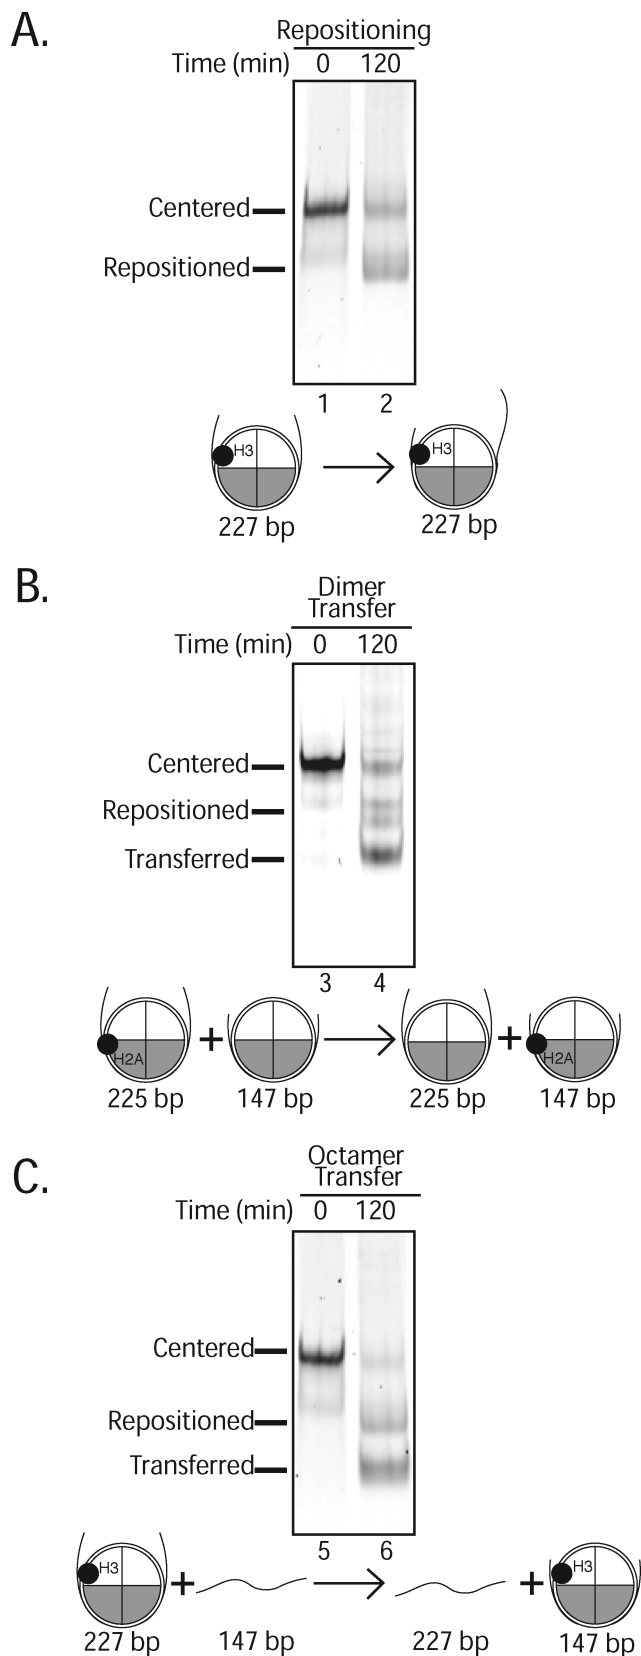 A.
Repositioning
Time (min) 0 120
Centered
Repositioned
1 2
H3 H3
227 bp 227 bp
B.
Dimer
Transfer
Time (min) 0 120
Centered
Repositioned
Transferred
3 4
+ +
H2A H2A
225 bp 147 bp 225 bp 147 bp
C.
Octamer
Transfer
Time (min) 0 120
Centered
Repositioned
Transferred
5 6
H3 + + H3
227 bp 147 bp 227 bp 147 bp